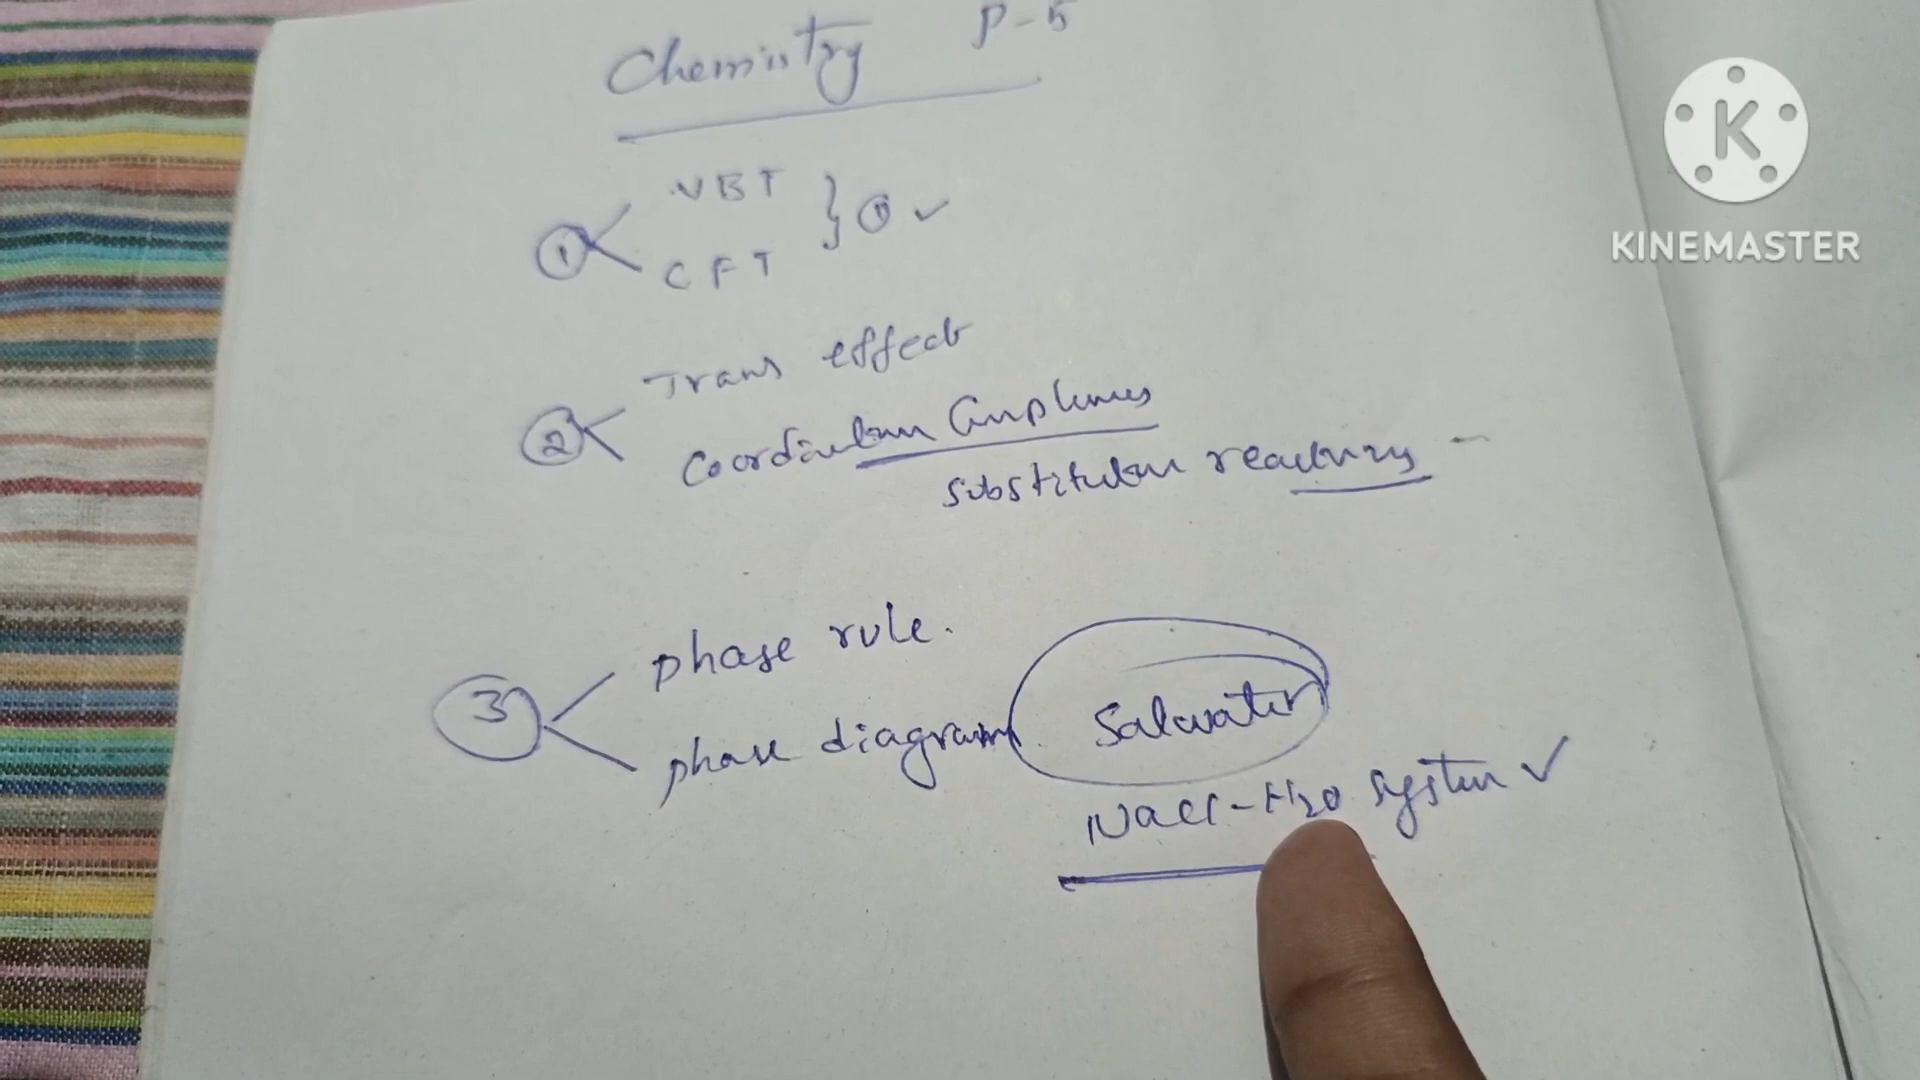 Chemistry P-5
① VBT
CFT } ① ✓
② Trans effect
Coordination Complexes
substitution reactions -
③ phase rule.
phase diagram Salwater
NaCl-H2O system ✓
K
KINEMASTER